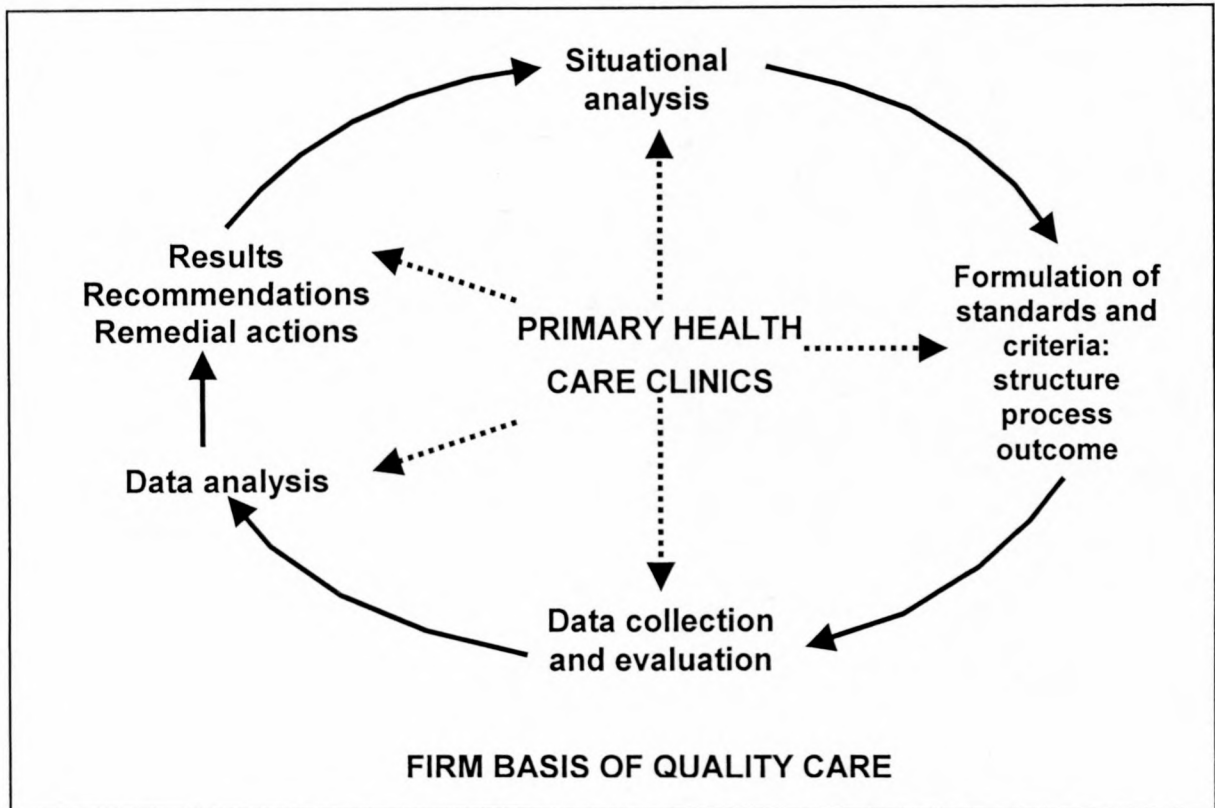 Situational
analysis
Formulation of
standards and
criteria:
structure
process
outcome
Data collection
and evaluation
Data analysis
Results
Recommendations
Remedial actions
PRIMARY HEALTH
CARE CLINICS
FIRM BASIS OF QUALITY CARE